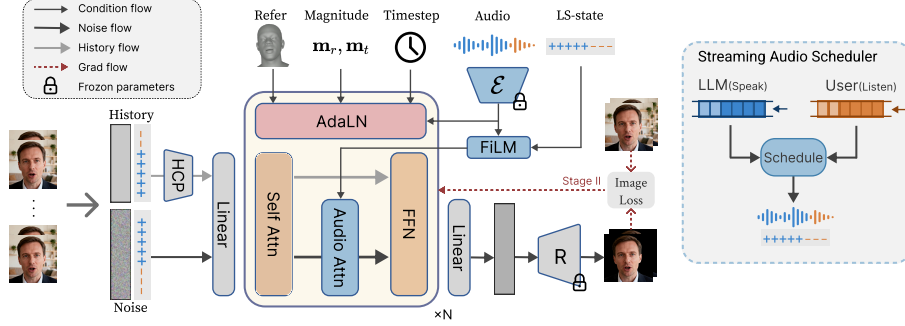 Condition flow
Noise flow
History flow
Grad flow
Frozon parameters
Refer
Magnitude
Timestep
Audio
LS-state
m_r, m_t
+++++---
ℰ
AdaLN
FiLM
History
-+++++
HCP
Linear
Self Attn
Audio Attn
FFN
Linear
R
+++++--
Noise
×N
Stage II
Image
Loss
Streaming Audio Scheduler
LLM(Speak)
User(Listen)
Schedule
+++++---